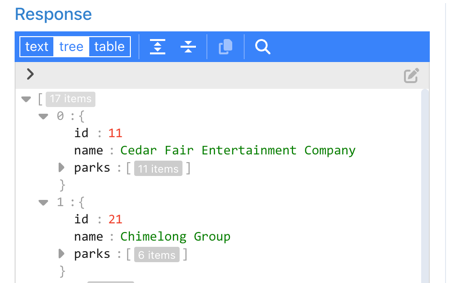 Response
text tree table
[ 17 items
0 : {
id : 11
name : Cedar Fair Entertainment Company
parks : [ 11 items ]
}
1 : {
id : 21
name : Chimelong Group
parks : [ 6 items ]
}